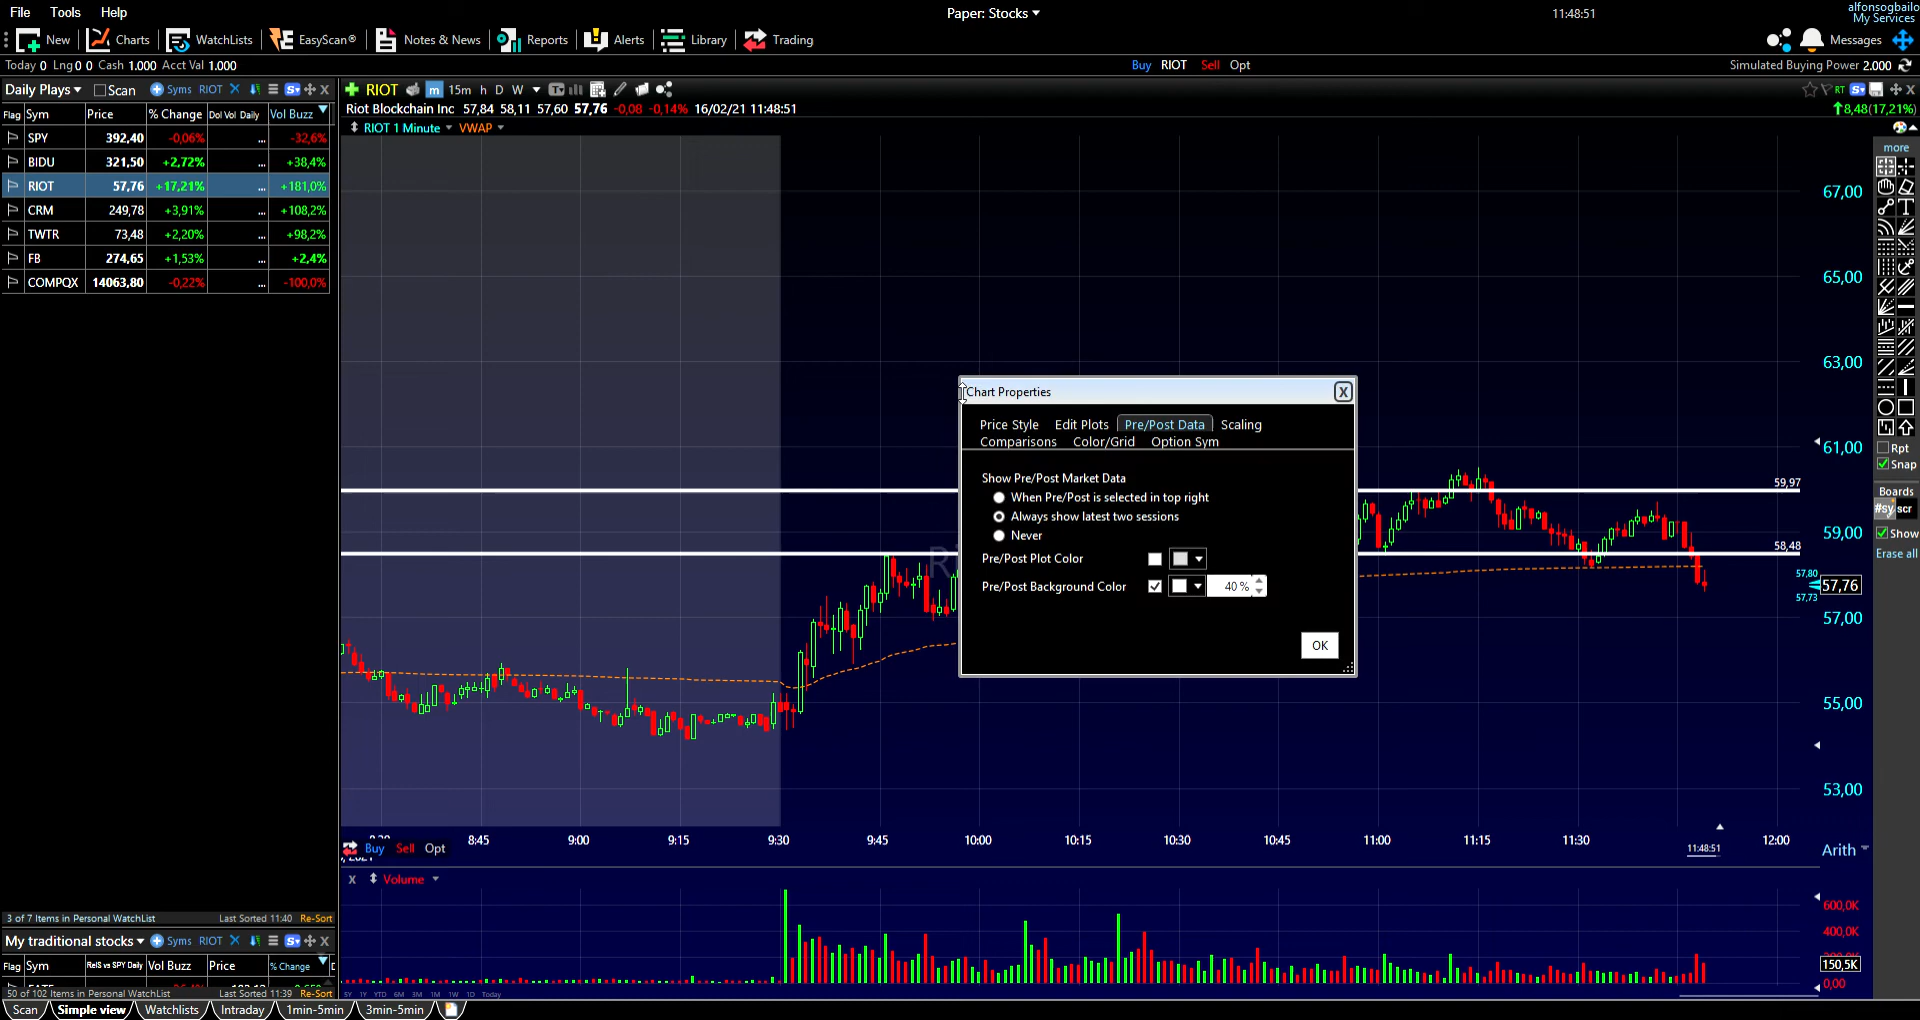 File Tools Help
Paper: Stocks
11:48:51
alfonsogbailo
My Services
New Charts WatchLists EasyScan® Notes & News Reports Alerts Library Trading
Messages
Today 0 Lng 0 0 Cash 1.000 Acct Val 1.000
Buy RIOT Sell Opt
Simulated Buying Power 2.000
Daily Plays Scan Syms RIOT
Flag Sym Price % Change Dol Vol Daily Vol Buzz
SPY 392,40 -0,06% ... -32,6%
BIDU 321,50 +2,72% ... +38,4%
RIOT 57,76 +17,21% ... +181,0%
CRM 249,78 +3,91% ... +108,2%
TWTR 73,48 +2,20% ... +98,2%
FB 274,65 +1,53% ... +2,4%
COMPQX 14063,80 -0,22% ... -100,0%
3 of 7 Items in Personal WatchList Last Sorted 11:40 Re-Sort
My traditional stocks Syms RIOT
Flag Sym RelS vs SPY Daily Vol Buzz Price % Change
50 of 102 Items in Personal WatchList Last Sorted 11:39 Re-Sort
RIOT m 15m h D W
RT
Riot Blockchain Inc 57,84 58,11 57,60 57,76 -0,08 -0,14% 16/02/21 11:48:51
8,48(17,21%)
RIOT 1 Minute VWAP
67,00
65,00
63,00
61,00
59,97
59,00
58,48
57,80
57,76
57,73
57,00
55,00
53,00
Chart Properties X
Price Style Edit Plots Pre/Post Data Scaling
Comparisons Color/Grid Option Sym
Show Pre/Post Market Data
When Pre/Post is selected in top right
Always show latest two sessions
Never
Pre/Post Plot Color
Pre/Post Background Color 40 %
OK
8:45 9:00 9:15 9:30 9:45 10:00 10:15 10:30 10:45 11:00 11:15 11:30 11:48:51 12:00
Buy Sell Opt
Arith
X Volume
600,0K
400,0K
150,5K
0,00
5Y 1Y YTD 6M 3M 1M 1W 1D Today
more
Rpt
Snap
Boards
#sy scr
Show
Erase all
Scan Simple view Watchlists Intraday 1min-5min 3min-5min